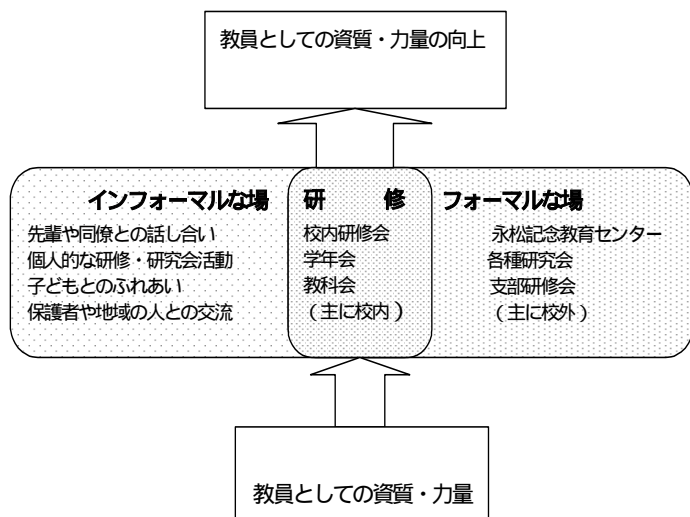 教員としての資質・力量の向上
インフォーマルな場 研 修 フォーマルな場
先輩や同僚との話し合い 校内研修会 永松記念教育センター
個人的な研修・研究会活動 学年会 各種研究会
子どもとのふれあい 教科会 支部研修会
保護者や地域の人との交流 (主に校内) (主に校外)
教員としての資質・力量